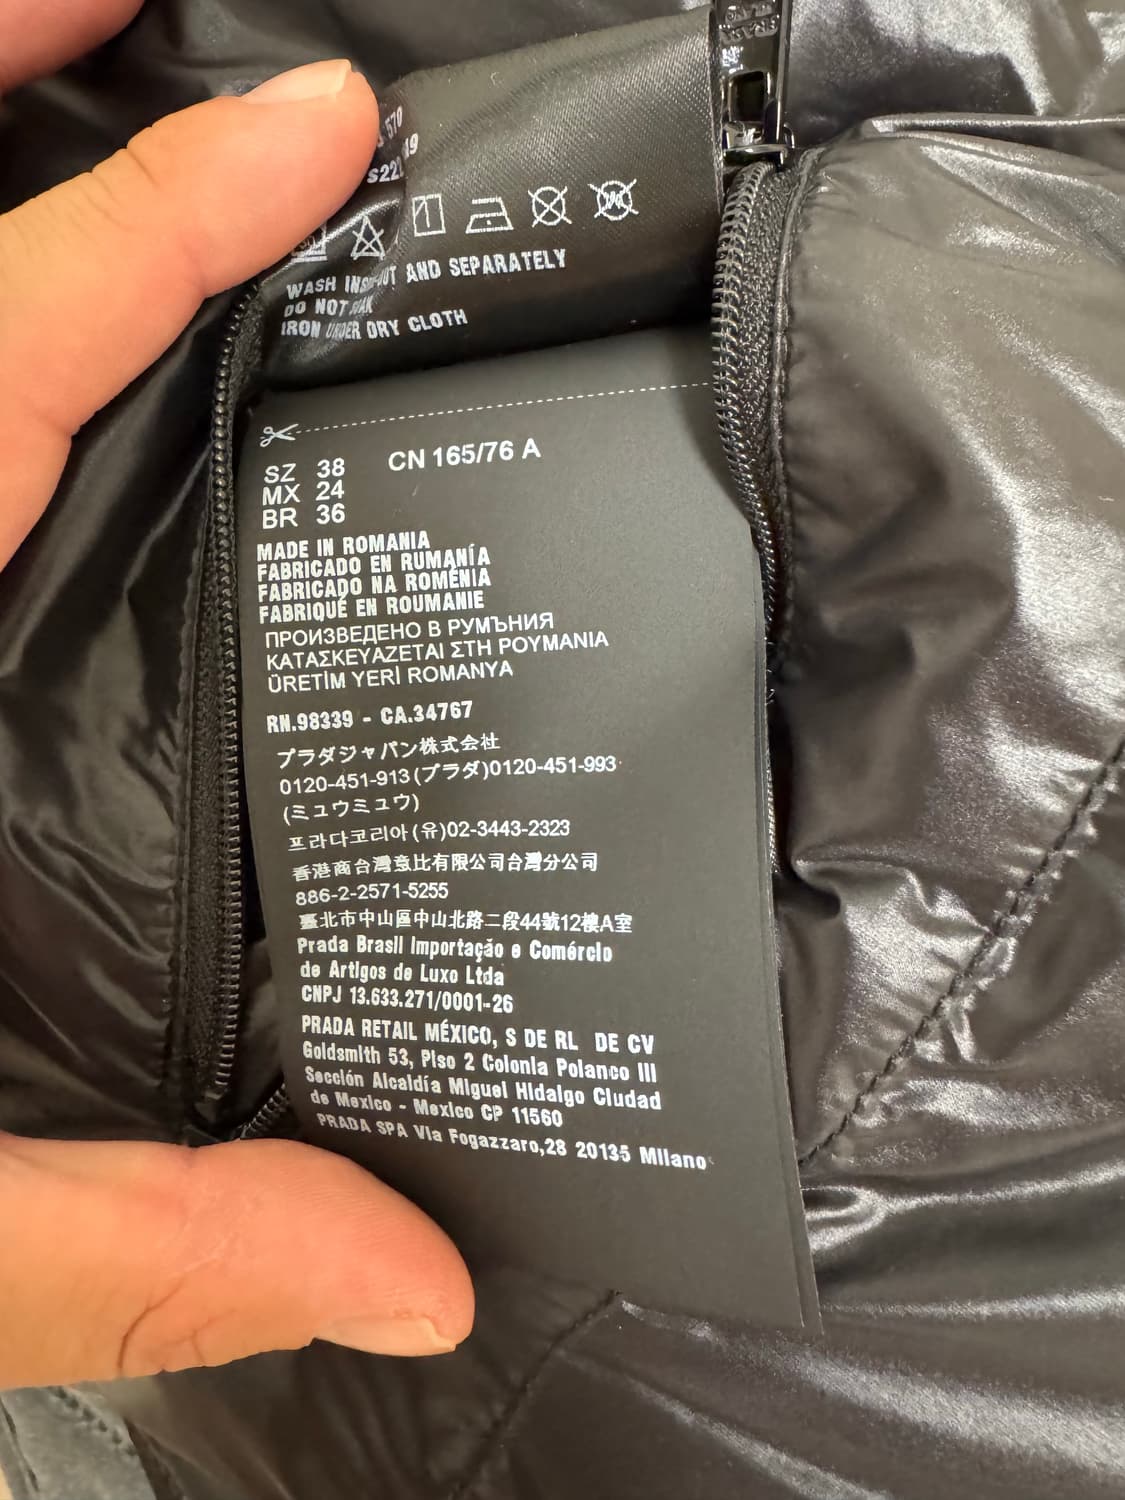 570
S222 19
WASH INSIDE OUT AND SEPARATELY
DO NOT SOAK
IRON UNDER DRY CLOTH
SZ 38 CN 165/76 A
MX 24
BR 36
MADE IN ROMANIA
FABRICADO EN RUMANÍA
FABRICADO NA ROMÉNIA
FABRIQUÉ EN ROUMANIE
ПРОИЗВЕДЕНО В РУМЪНИЯ
ΚΑΤΑΣΚΕΥΑΖΕΤΑΙ ΣΤΗ ΡΟΥΜΑΝΙΑ
ÜRETİM YERİ ROMANYA
RN.98339 - CA.34767
プラダジャパン株式会社
0120-451-913(プラダ)0120-451-993
(ミュウミュウ)
프라다코리아(유)02-3443-2323
香港商台灣意比有限公司台灣分公司
886-2-2571-5255
臺北市中山區中山北路二段44號12樓A室
Prada Brasil Importação e Comércio
de Artigos de Luxo Ltda
CNPJ 13.633.271/0001-26
PRADA RETAIL MÉXICO, S DE RL DE CV
Goldsmith 53, Piso 2 Colonia Polanco III
Sección Alcaldía Miguel Hidalgo Ciudad
de Mexico - Mexico CP 11560
PRADA SPA Via Fogazzaro,28 20135 Milano